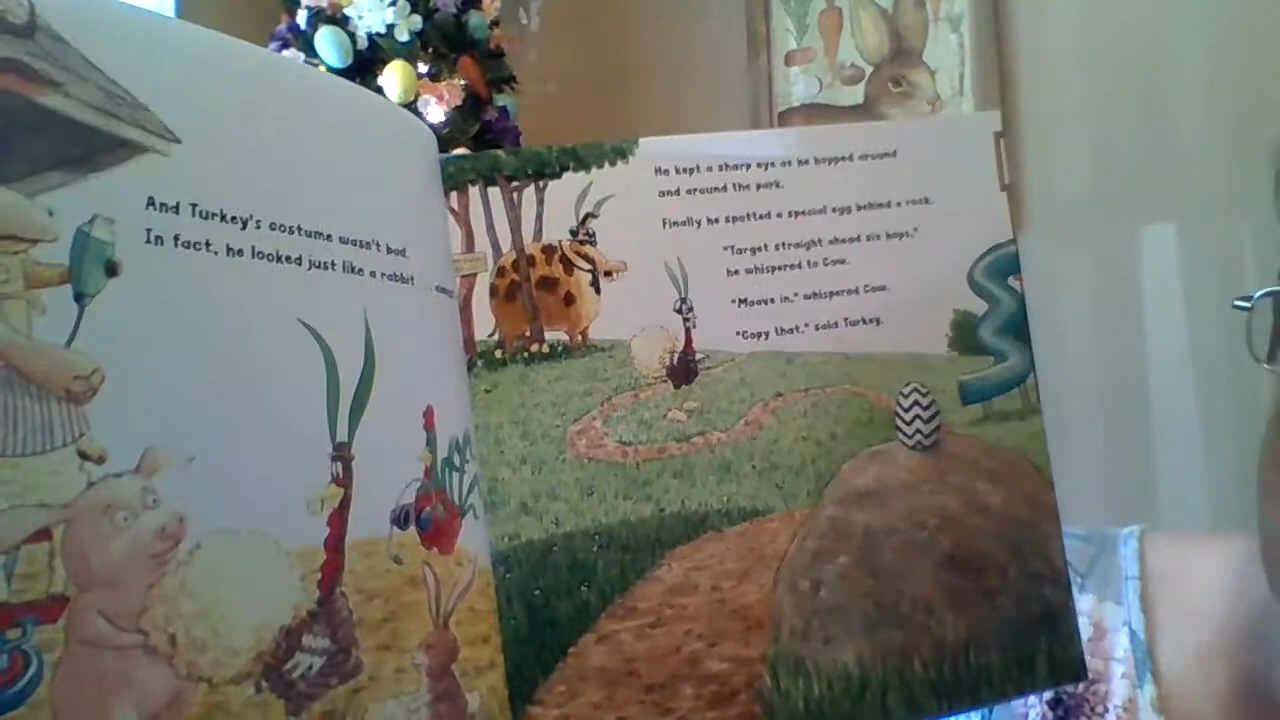 And Turkey's costume wasn't bad.
In fact, he looked just like a rabbit . . . almost
He kept a sharp eye as he hopped around
and around the park.
Finally he spotted a special egg behind a rock.
"Target straight ahead six hops,"
he whispered to Cow.
"Moove in," whispered Cow.
"Copy that," said Turkey.